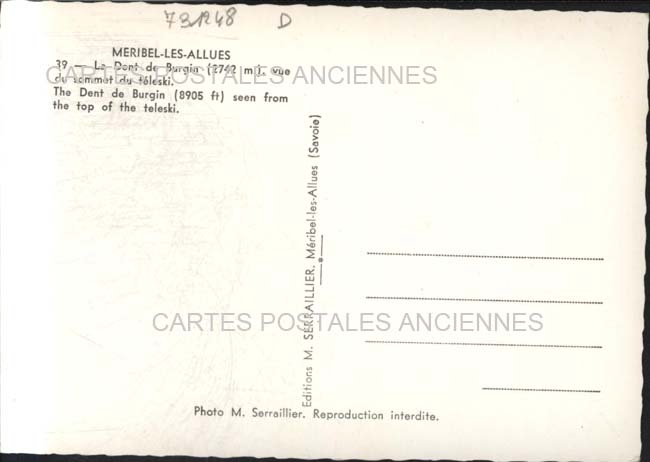 731248 D
MERIBEL-LES-ALLUES
39 — La Dent de Burgin (2742 m), vue
du sommet du téleski.
The Dent de Burgin (8905 ft) seen from
the top of the teleski.
CARTES POSTALES ANCIENNES
Editions M. SERRAILLIER. Méribel-les-Allues (Savoie)
CARTES POSTALES ANCIENNES
Photo M. Serraillier. Reproduction interdite.